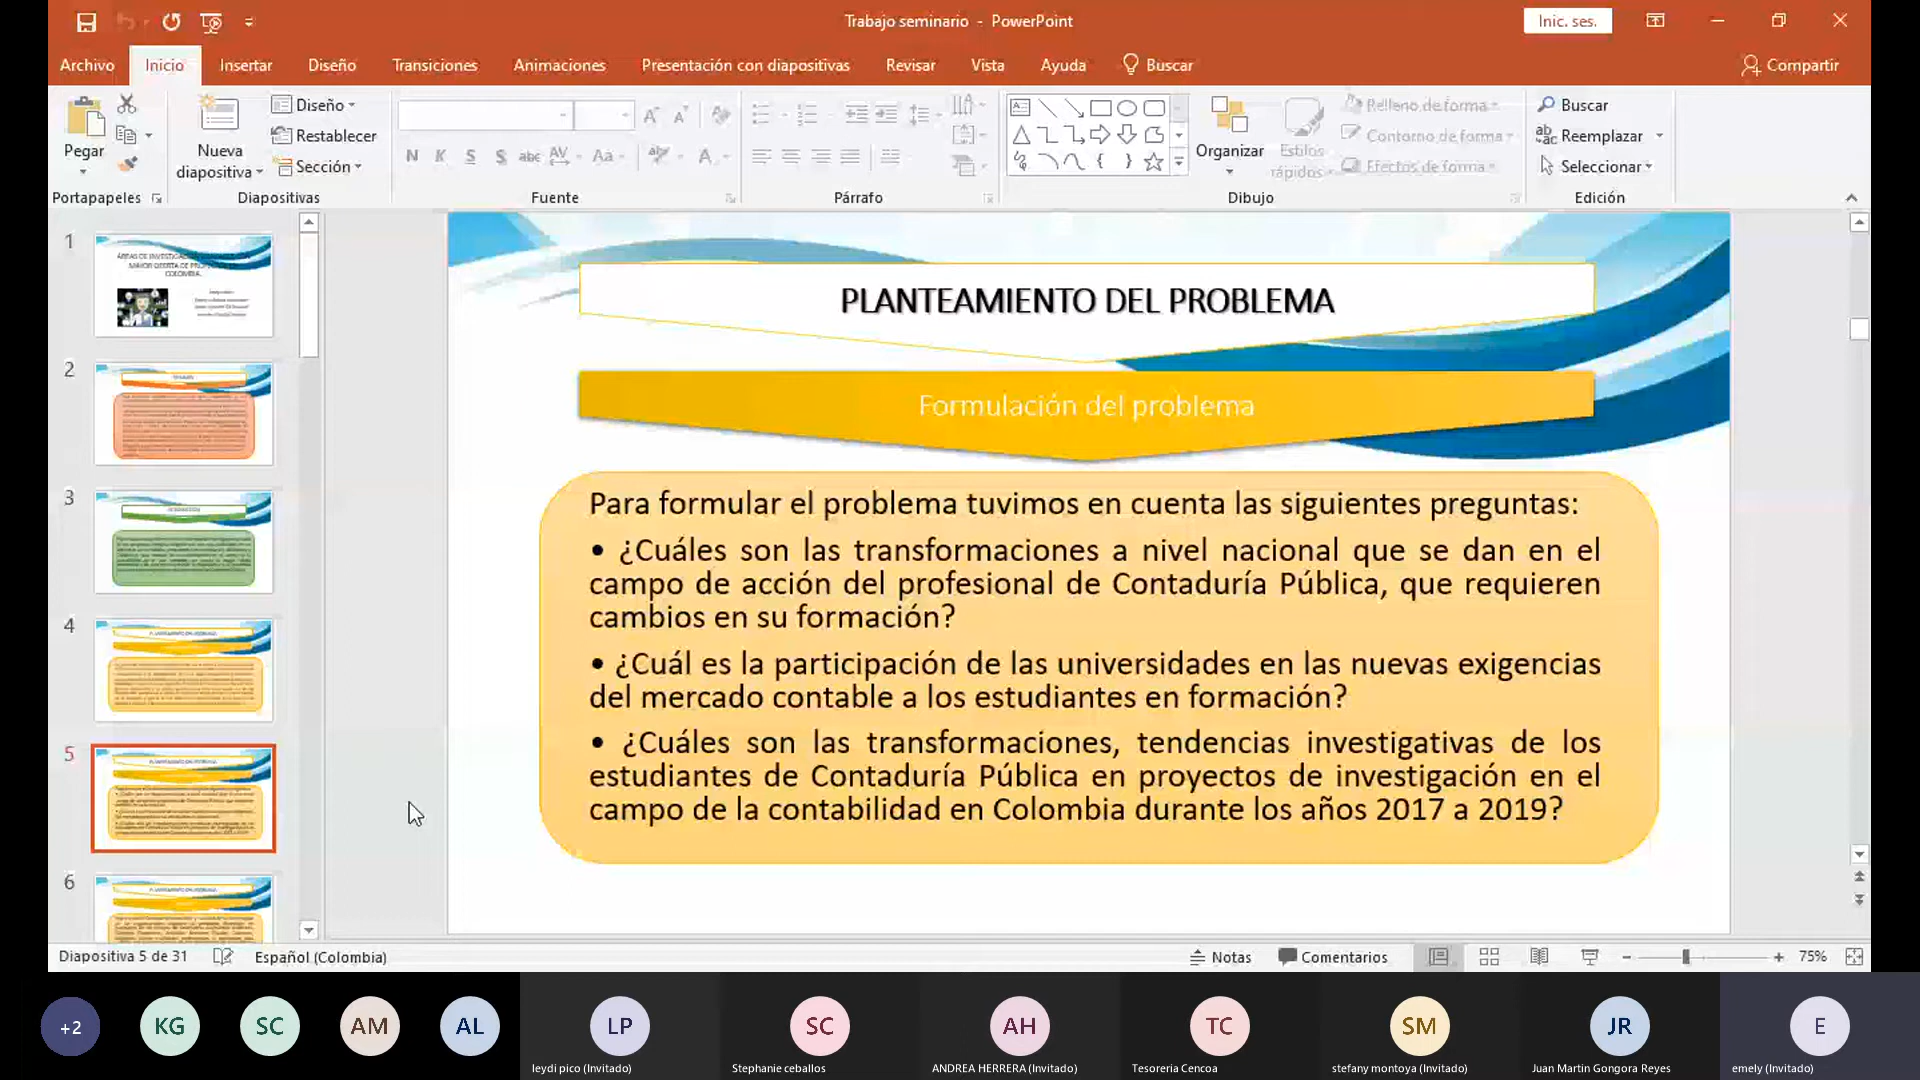 Trabajo seminario - PowerPoint
Inic. ses.
Archivo Inicio Insertar Diseño Transiciones Animaciones Presentación con diapositivas Revisar Vista Ayuda Buscar Compartir
Pegar
Nueva diapositiva
Diseño
Restablecer
Sección
N K S S abc AV Aa A
Organizar
Estilos rápidos
Relleno de forma
Contorno de forma
Efectos de forma
Buscar
Reemplazar
Seleccionar
Portapapeles Diapositivas Fuente Párrafo Dibujo Edición
1
2
3
4
5
6
PLANTEAMIENTO DEL PROBLEMA
Formulación del problema
Para formular el problema tuvimos en cuenta las siguientes preguntas:
• ¿Cuáles son las transformaciones a nivel nacional que se dan en el
campo de acción del profesional de Contaduría Pública, que requieren
cambios en su formación?
• ¿Cuál es la participación de las universidades en las nuevas exigencias
del mercado contable a los estudiantes en formación?
• ¿Cuáles son las transformaciones, tendencias investigativas de los
estudiantes de Contaduría Pública en proyectos de investigación en el
campo de la contabilidad en Colombia durante los años 2017 a 2019?
Diapositiva 5 de 31 Español (Colombia) Notas Comentarios 75%
+2 KG SC AM AL LP SC AH TC SM JR E
leydi pico (Invitado) Stephanie ceballos ANDREA HERRERA (Invitado) Tesoreria Cencoa stefany montoya (Invitado) Juan Martin Gongora Reyes emely (Invitado)